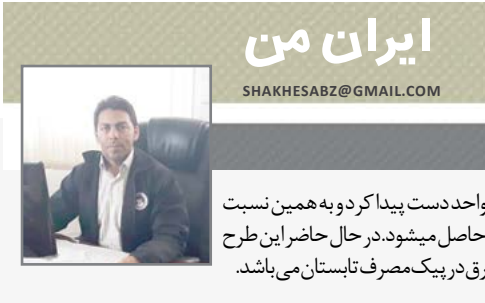 ایران من
SHAKHESABZ@GMAIL.COM
واحد دست پیدا کرد و به همین نسبت
حاصل میشود. در حال حاضر این طرح
رق در پیک مصرف تابستان می‌باشد.